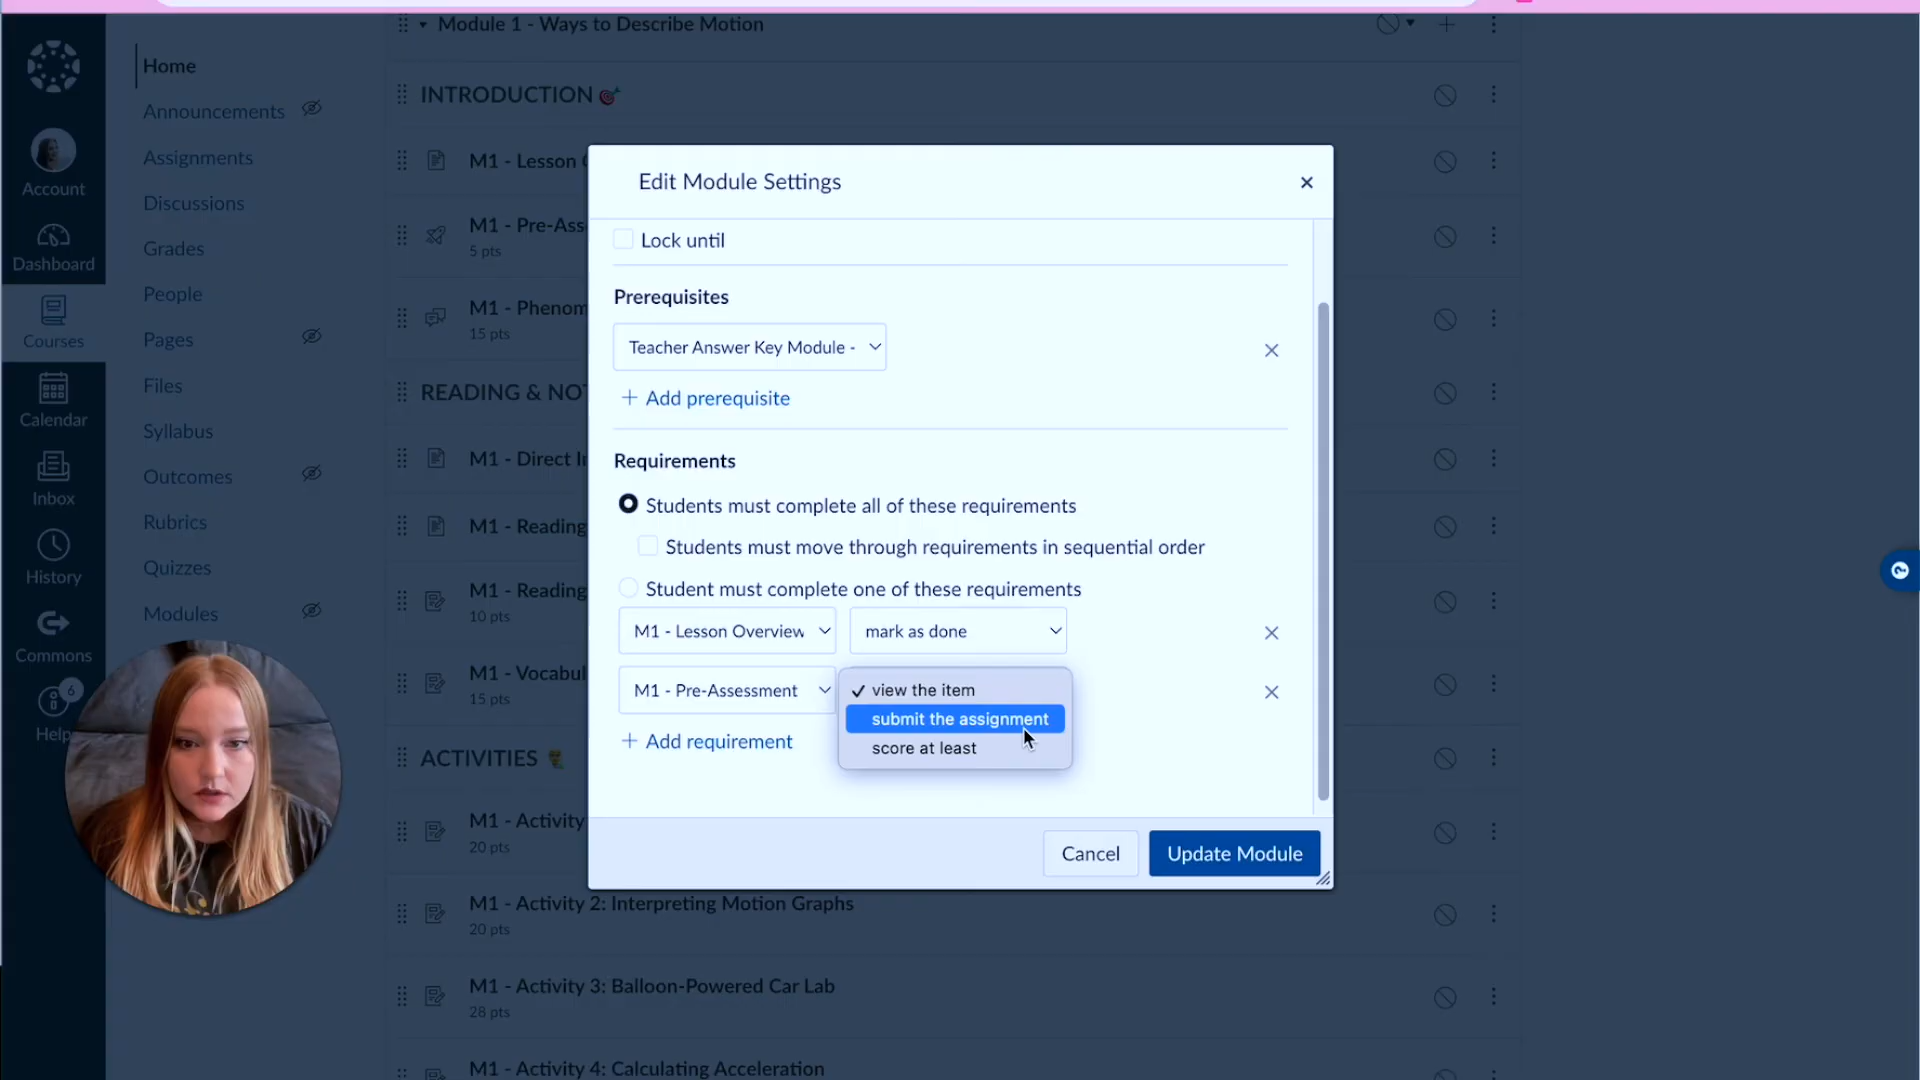 Module 1 - Ways to Describe Motion
Account
Dashboard
Courses
Calendar
Inbox
History
Commons
6
Help
Home
Announcements
Assignments
Discussions
Grades
People
Pages
Files
Syllabus
Outcomes
Rubrics
Quizzes
Modules
INTRODUCTION
M1 - Lesson
M1 - Pre-Ass
5 pts
M1 - Phenom
15 pts
READING & NO
M1 - Direct I
M1 - Reading
M1 - Reading
10 pts
M1 - Vocabul
15 pts
ACTIVITIES
M1 - Activity
20 pts
M1 - Activity 2: Interpreting Motion Graphs
20 pts
M1 - Activity 3: Balloon-Powered Car Lab
28 pts
M1 - Activity 4: Calculating Acceleration
Edit Module Settings
Lock until
Prerequisites
Teacher Answer Key Module -
+ Add prerequisite
Requirements
Students must complete all of these requirements
Students must move through requirements in sequential order
Student must complete one of these requirements
M1 - Lesson Overview mark as done
M1 - Pre-Assessment
✓ view the item
submit the assignment
score at least
+ Add requirement
Cancel Update Module